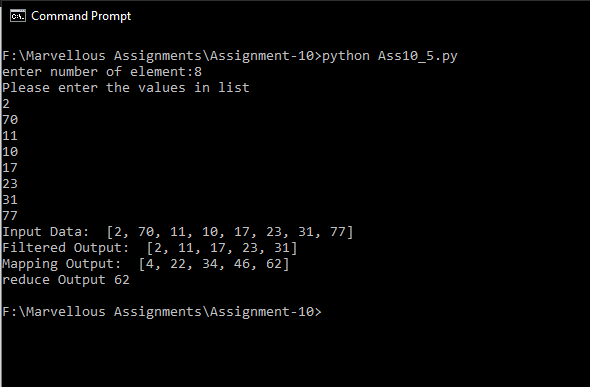 Command Prompt
F:\Marvellous Assignments\Assignment-10>python Ass10_5.py
enter number of element:8
Please enter the values in list
2
70
11
10
17
23
31
77
Input Data:  [2, 70, 11, 10, 17, 23, 31, 77]
Filtered Output:  [2, 11, 17, 23, 31]
Mapping Output:  [4, 22, 34, 46, 62]
reduce Output 62
F:\Marvellous Assignments\Assignment-10>